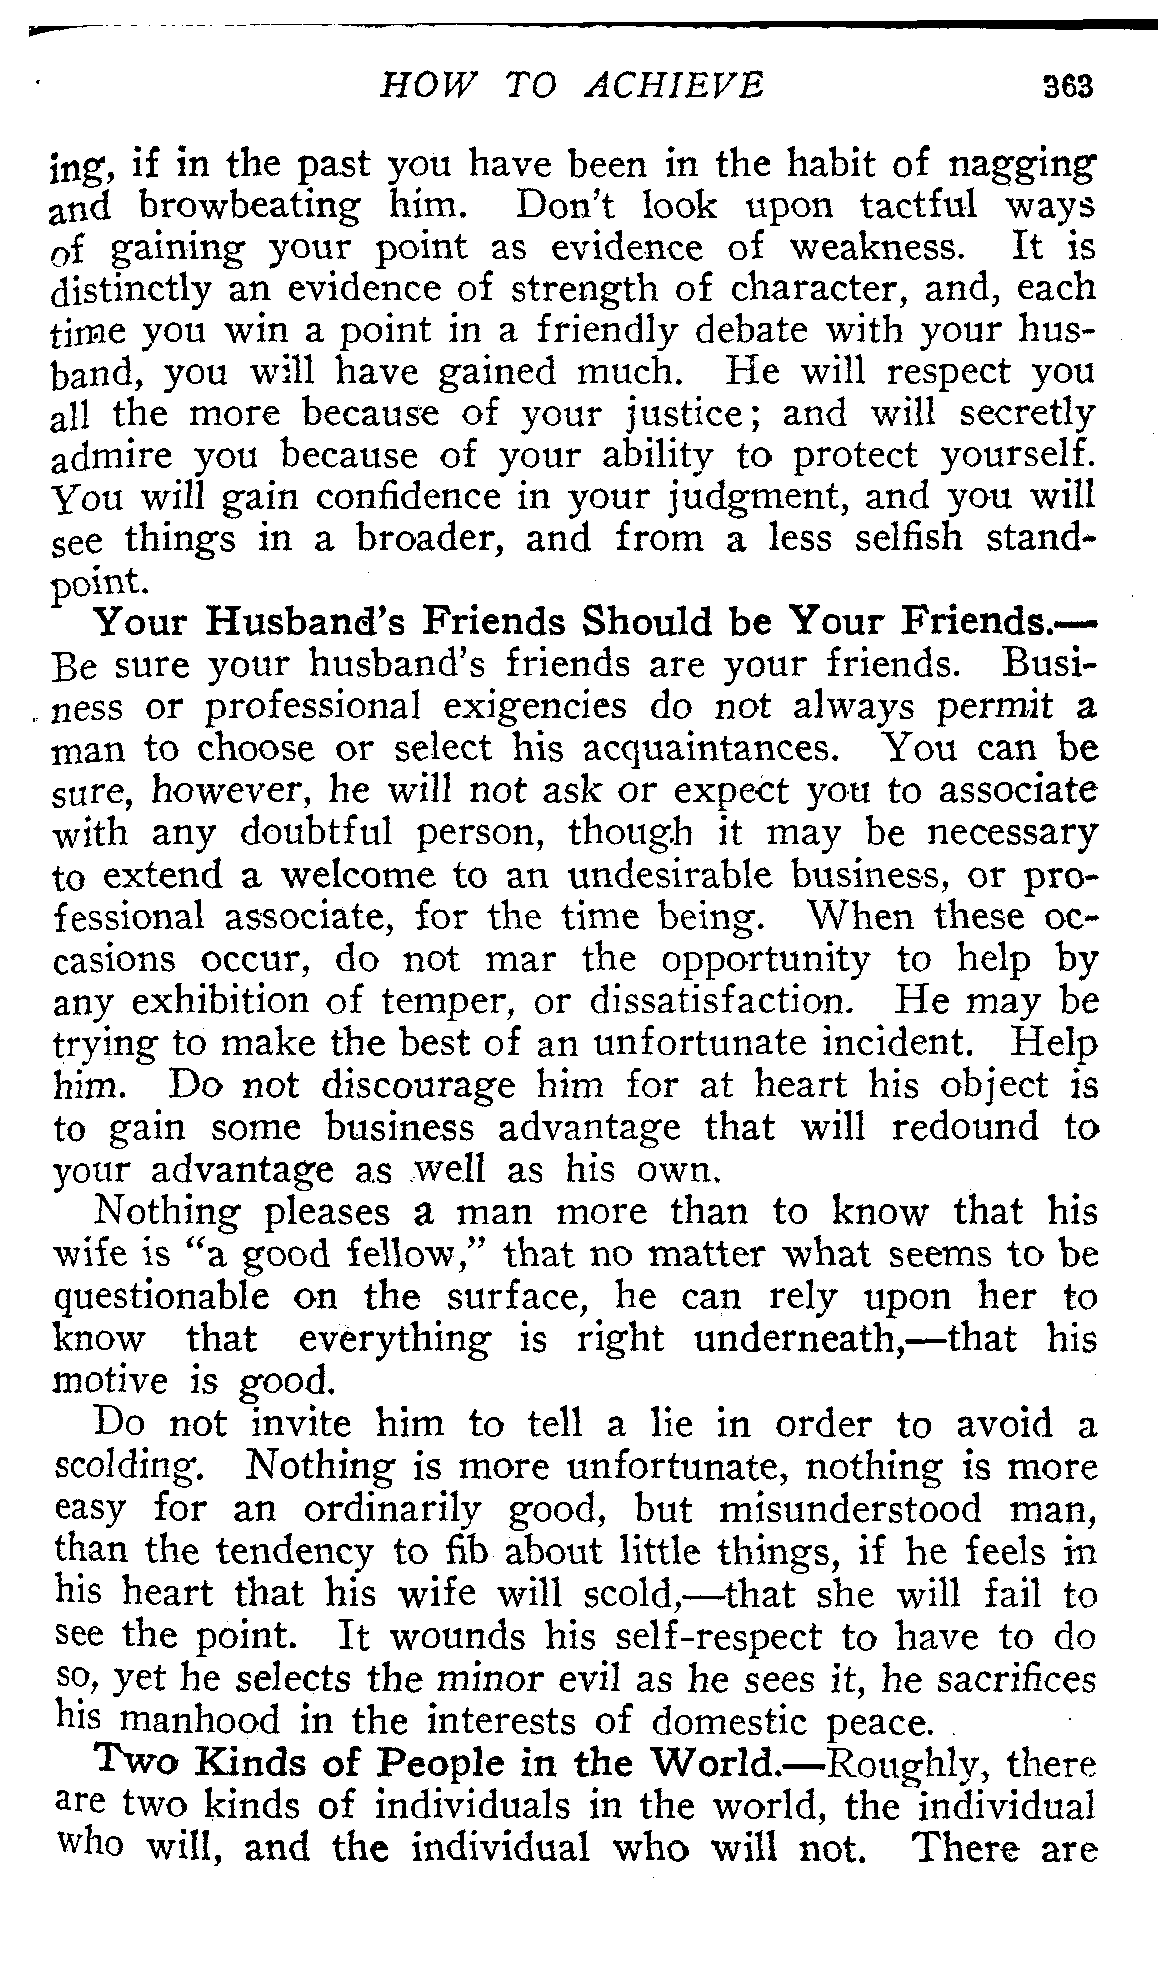 HOW TO ACHIEVE 363
ing, if in the past you have been in the habit of nagging
and browbeating him. Don't look upon tactful ways
of gaining your point as evidence of weakness. It is
distinctly an evidence of strength of character, and, each
time you win a point in a friendly debate with your hus-
band, you will have gained much. He will respect you
all the more because of your justice; and will secretly
admire you because of your ability to protect yourself.
You will gain confidence in your judgment, and you will
see things in a broader, and from a less selfish stand-
point.
Your Husband's Friends Should be Your Friends.—
Be sure your husband's friends are your friends. Busi-
ness or professional exigencies do not always permit a
man to choose or select his acquaintances. You can be
sure, however, he will not ask or expect you to associate
with any doubtful person, though it may be necessary
to extend a welcome to an undesirable business, or pro-
fessional associate, for the time being. When these oc-
casions occur, do not mar the opportunity to help by
any exhibition of temper, or dissatisfaction. He may be
trying to make the best of an unfortunate incident. Help
him. Do not discourage him for at heart his object is
to gain some business advantage that will redound to
your advantage as well as his own.
Nothing pleases a man more than to know that his
wife is "a good fellow," that no matter what seems to be
questionable on the surface, he can rely upon her to
know that everything is right underneath,—that his
motive is good.
Do not invite him to tell a lie in order to avoid a
scolding. Nothing is more unfortunate, nothing is more
easy for an ordinarily good, but misunderstood man,
than the tendency to fib about little things, if he feels in
his heart that his wife will scold,—that she will fail to
see the point. It wounds his self-respect to have to do
so, yet he selects the minor evil as he sees it, he sacrifices
his manhood in the interests of domestic peace.
Two Kinds of People in the World.—Roughly, there
are two kinds of individuals in the world, the individual
who will, and the individual who will not. There are